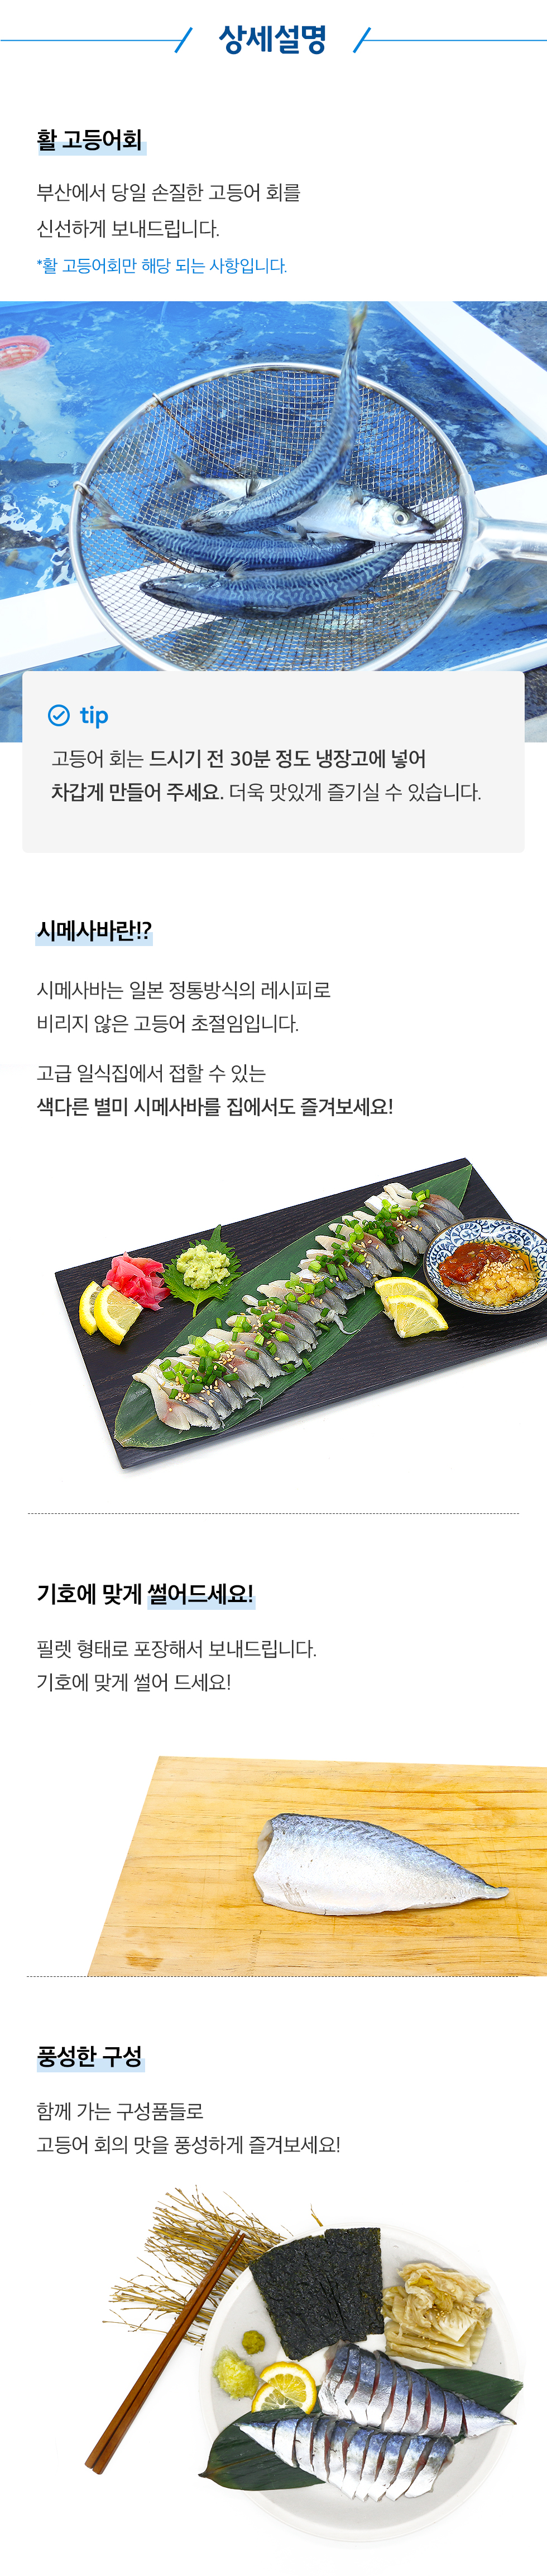 상세설명
활 고등어회
부산에서 당일 손질한 고등어 회를
신선하게 보내드립니다.
*활 고등어회만 해당 되는 사항입니다.
tip
고등어 회는 드시기 전 30분 정도 냉장고에 넣어
차갑게 만들어 주세요. 더욱 맛있게 즐기실 수 있습니다.
시메사바란!?
시메사바는 일본 정통방식의 레시피로
비리지 않은 고등어 초절임입니다.
고급 일식집에서 접할 수 있는
색다른 별미 시메사바를 집에서도 즐겨보세요!
기호에 맞게 썰어드세요!
필렛 형태로 포장해서 보내드립니다.
기호에 맞게 썰어 드세요!
풍성한 구성
함께 가는 구성품들로
고등어 회의 맛을 풍성하게 즐겨보세요!